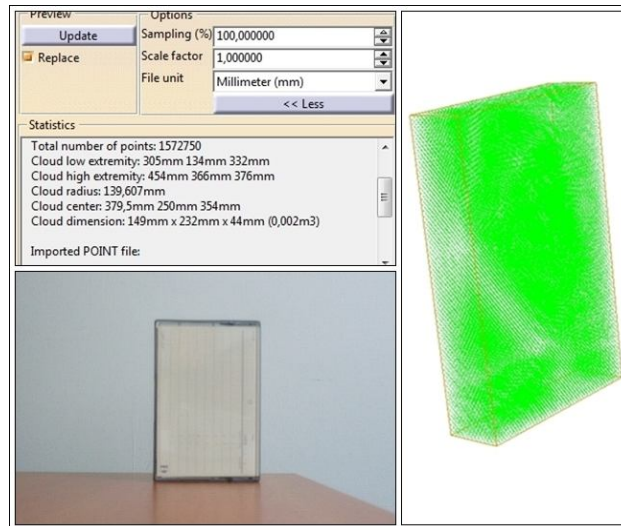 Preview
Update
Replace
Options
Sampling (%) 100,000000
Scale factor 1,000000
File unit Millimeter (mm)
<< Less
Statistics
Total number of points: 1572750
Cloud low extremity: 305mm 134mm 332mm
Cloud high extremity: 454mm 366mm 376mm
Cloud radius: 139,607mm
Cloud center: 379,5mm 250mm 354mm
Cloud dimension: 149mm x 232mm x 44mm (0,002m3)
Imported POINT file: